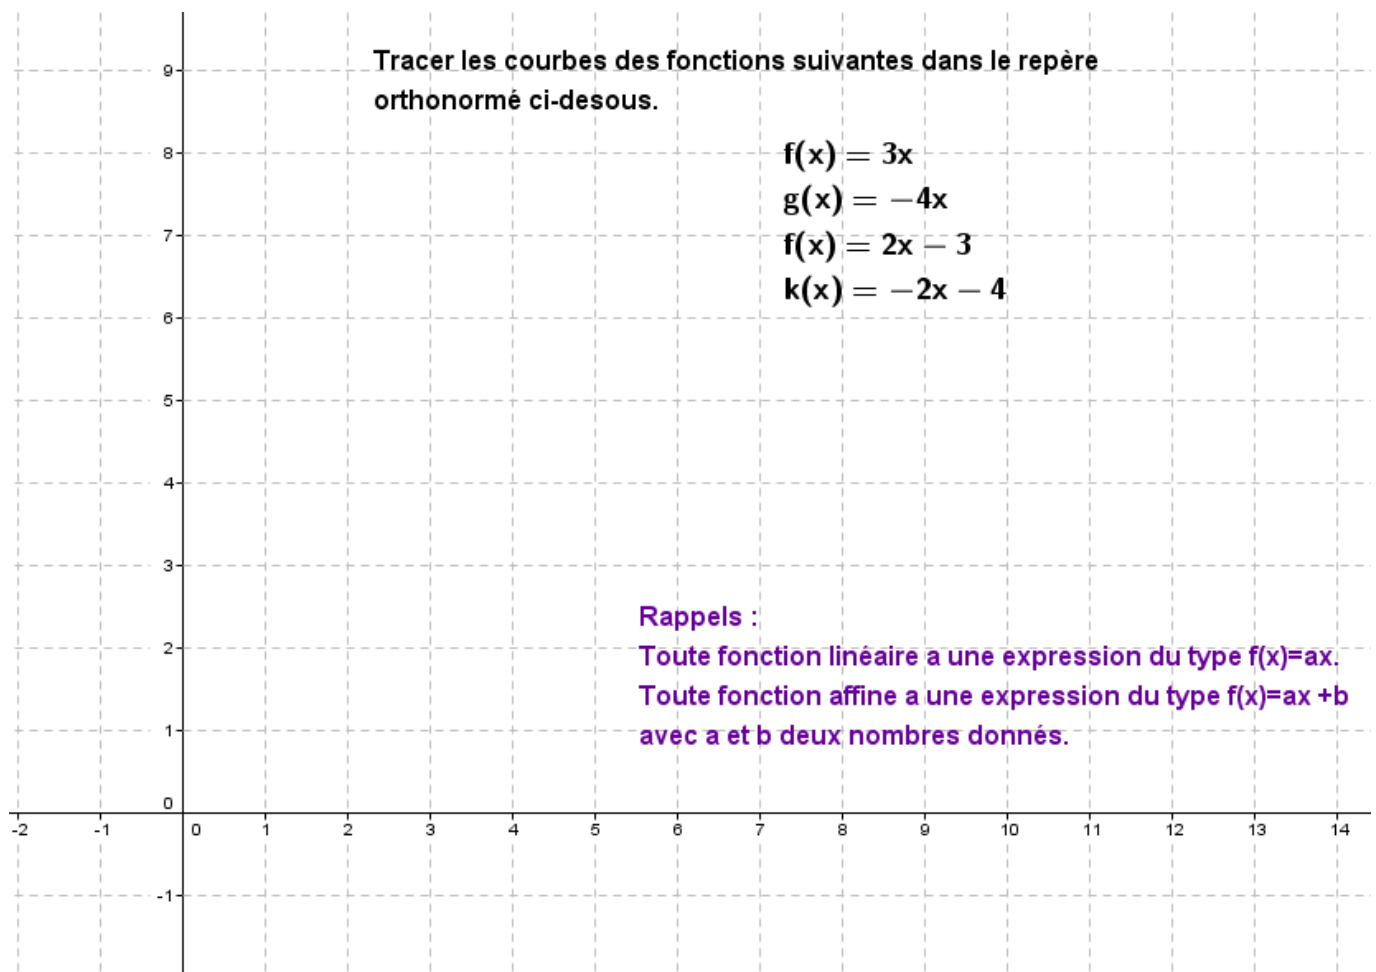 Tracer les courbes des fonctions suivantes dans le repère
orthonormé ci-desous.
f(x) = 3x
g(x) = −4x
f(x) = 2x − 3
k(x) = −2x − 4
Rappels :
Toute fonction linéaire a une expression du type f(x)=ax.
Toute fonction affine a une expression du type f(x)=ax +b
avec a et b deux nombres donnés.
9
8
7
6
5
4
3
2
1
0
-1
-2 -1 0 1 2 3 4 5 6 7 8 9 10 11 12 13 14